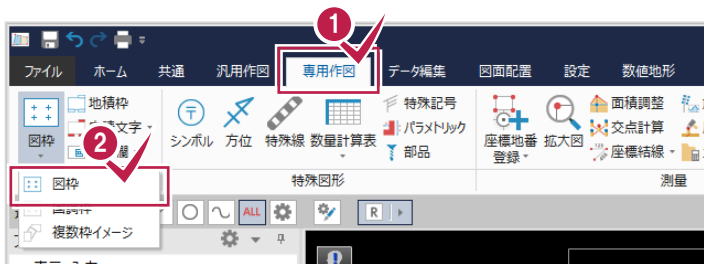 1
ファイル ホーム 共通 汎用作図 専用作図 データ編集 図面配置 設定 数値地形
図枠 地積枠 シンボル 方位 特殊線 数量計算表 特殊記号 パラメトリック 部品 座標地番登録 拡大図 面積調整 交点計算 座標結線
2
図枠
特殊図形 測量
複数枠イメージ
ALL R